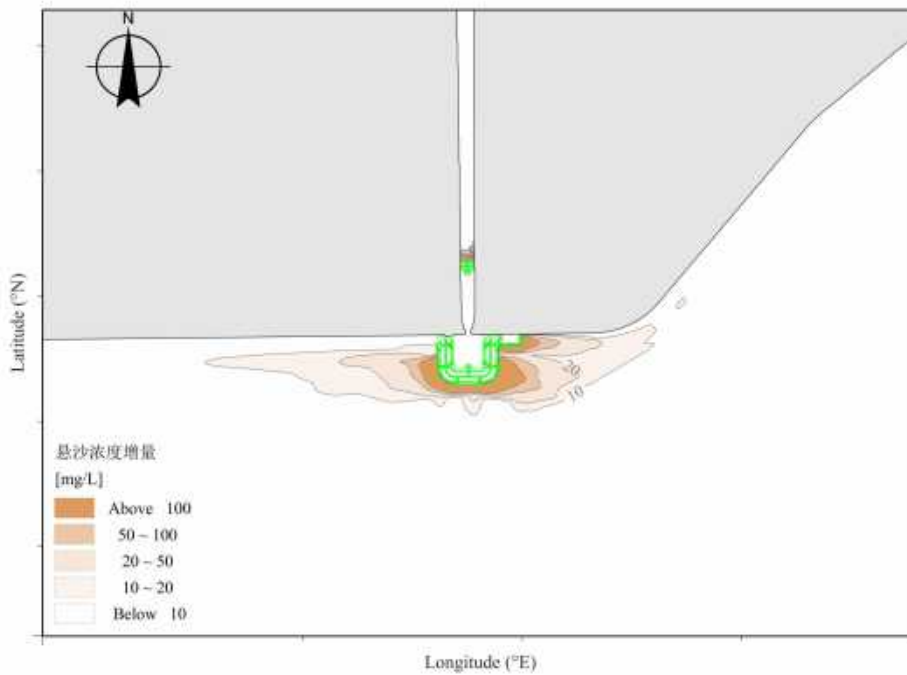 N
Latitude (°N)
20
10
悬沙浓度增量
[mg/L]
Above 100
50 ~ 100
20 ~ 50
10 ~ 20
Below 10
Longitude (°E)